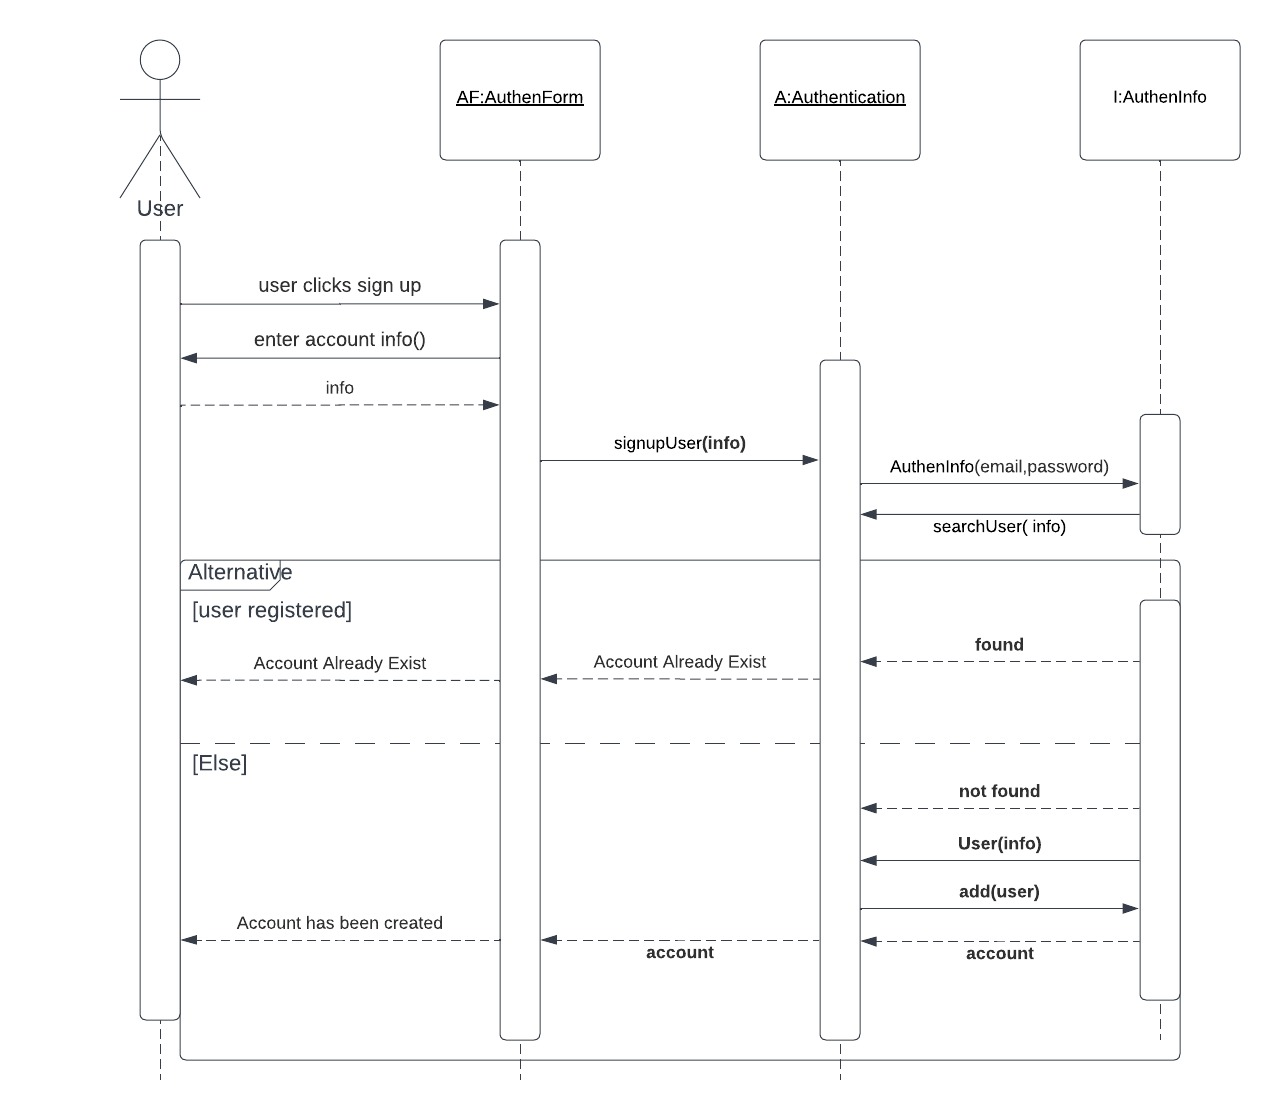 AF:AuthenForm
A:Authentication
I:AuthenInfo
User
user clicks sign up
enter account info()
info
signupUser(info)
AuthenInfo(email,password)
searchUser( info)
Alternative
[user registered]
found
Account Already Exist
Account Already Exist
[Else]
not found
User(info)
add(user)
Account has been created
account
account